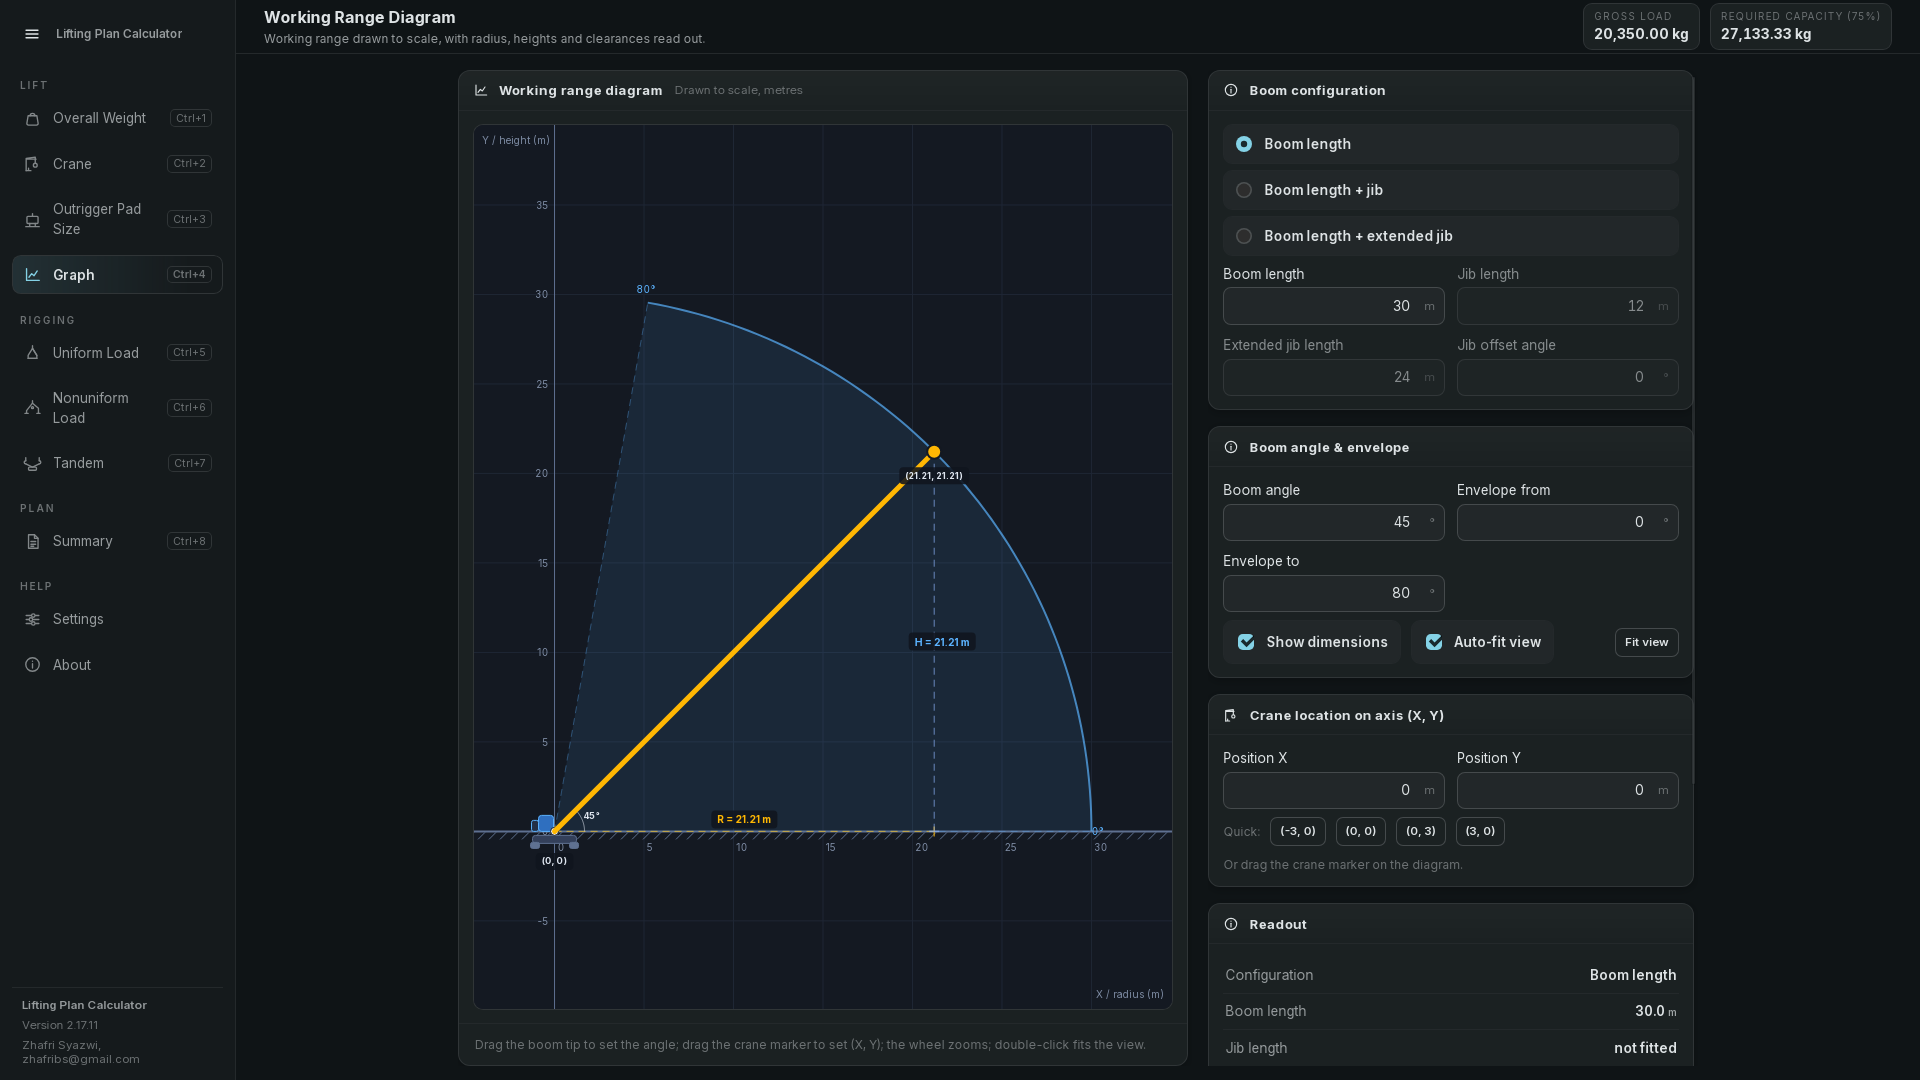 Lifting Plan Calculator
LIFT
Overall Weight Ctrl+1
Crane Ctrl+2
Outrigger Pad
Size Ctrl+3
Graph Ctrl+4
RIGGING
Uniform Load Ctrl+5
Nonuniform
Load Ctrl+6
Tandem Ctrl+7
PLAN
Summary Ctrl+8
HELP
Settings
About
Lifting Plan Calculator
Version 2.17.11
Zhafri Syazwi,
zhafribs@gmail.com
Working Range Diagram
Working range drawn to scale, with radius, heights and clearances read out.
GROSS LOAD
20,350.00 kg
REQUIRED CAPACITY (75%)
27,133.33 kg
Working range diagram Drawn to scale, metres
Y / height (m)
35
80°
30
25
(21.21, 21.21)
20
15
H = 21.21 m
10
5
45°
R = 21.21 m
0°
0 5 10 15 20 25 30
(0, 0)
-5
X / radius (m)
Drag the boom tip to set the angle; drag the crane marker to set (X, Y); the wheel zooms; double-click fits the view.
Boom configuration
Boom length
Boom length + jib
Boom length + extended jib
Boom length Jib length
30 m 12 m
Extended jib length Jib offset angle
24 m 0 °
Boom angle & envelope
Boom angle Envelope from
45 ° 0 °
Envelope to
80 °
Show dimensions Auto-fit view Fit view
Crane location on axis (X, Y)
Position X Position Y
0 m 0 m
Quick: (-3, 0) (0, 0) (0, 3) (3, 0)
Or drag the crane marker on the diagram.
Readout
Configuration Boom length
Boom length 30.0 m
Jib length not fitted